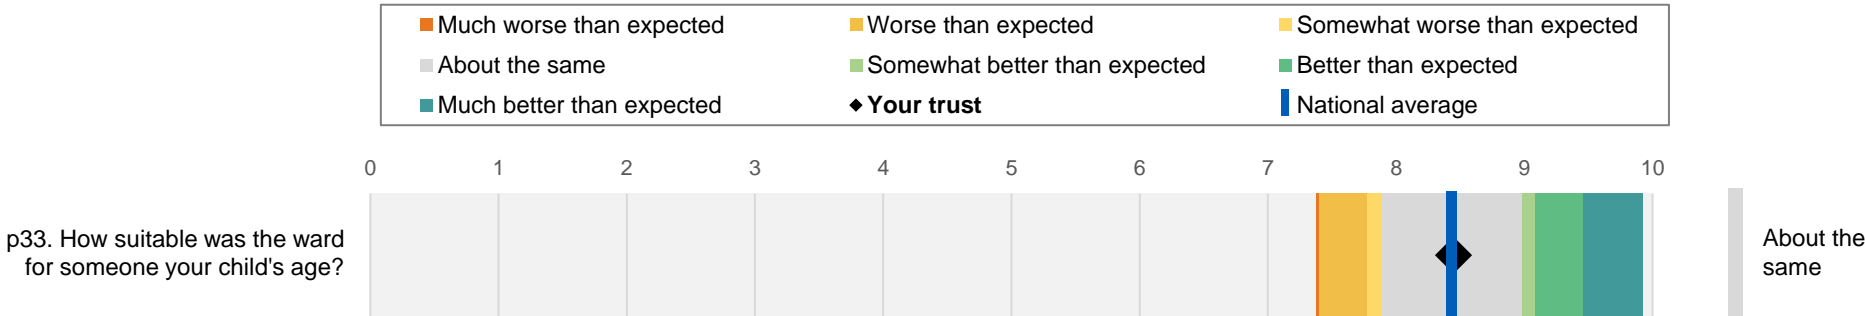 Much worse than expected Worse than expected Somewhat worse than expected
About the same Somewhat better than expected Better than expected
Much better than expected Your trust National average
0 1 2 3 4 5 6 7 8 9 10
p33. How suitable was the ward
for someone your child's age?
About the
same